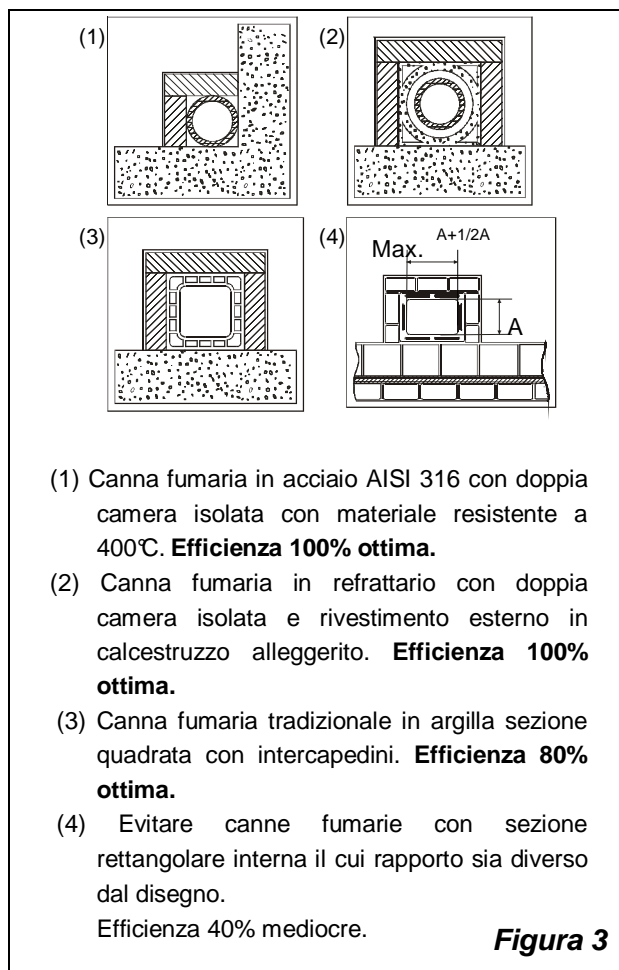 (1)
(2)
(3)
(4)
Max.
A+1/2A
A
(1) Canna fumaria in acciaio AISI 316 con doppia
camera isolata con materiale resistente a
400℃. Efficienza 100% ottima.
(2) Canna fumaria in refrattario con doppia
camera isolata e rivestimento esterno in
calcestruzzo alleggerito. Efficienza 100%
ottima.
(3) Canna fumaria tradizionale in argilla sezione
quadrata con intercapedini. Efficienza 80%
ottima.
(4) Evitare canne fumarie con sezione
rettangolare interna il cui rapporto sia diverso
dal disegno.
Efficienza 40% mediocre.
Figura 3